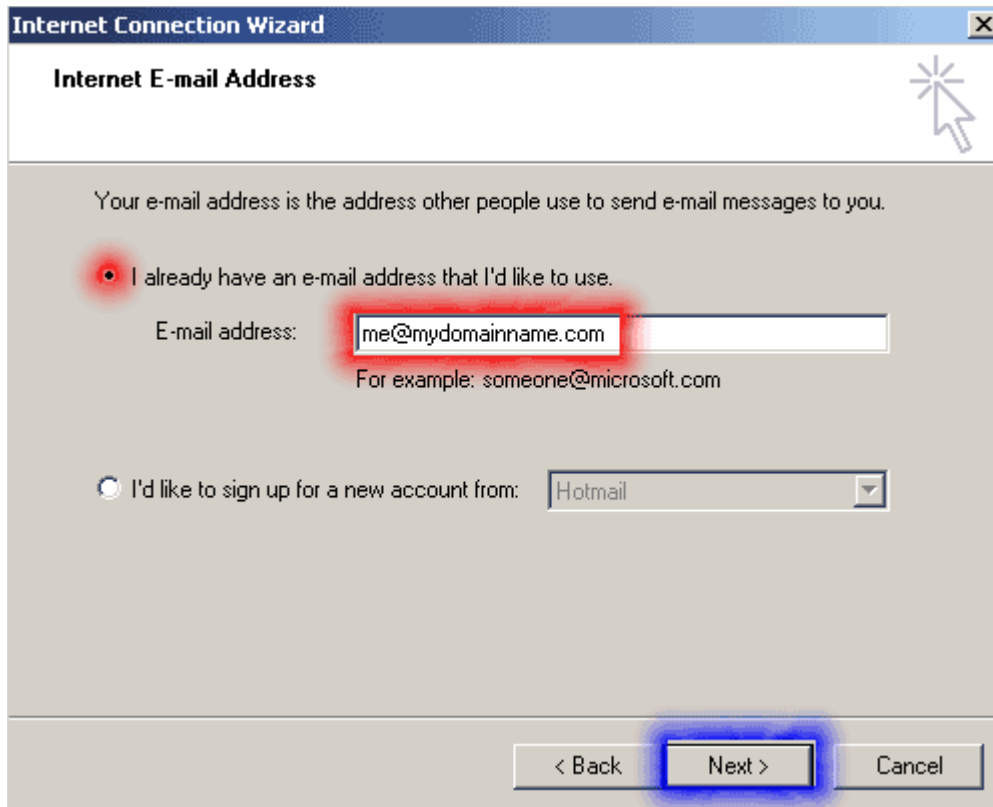 Internet Connection Wizard
Internet E-mail Address
Your e-mail address is the address other people use to send e-mail messages to you.
I already have an e-mail address that I'd like to use.
E-mail address: me@mydomainname.com
For example: someone@microsoft.com
I'd like to sign up for a new account from: Hotmail
< Back Next > Cancel